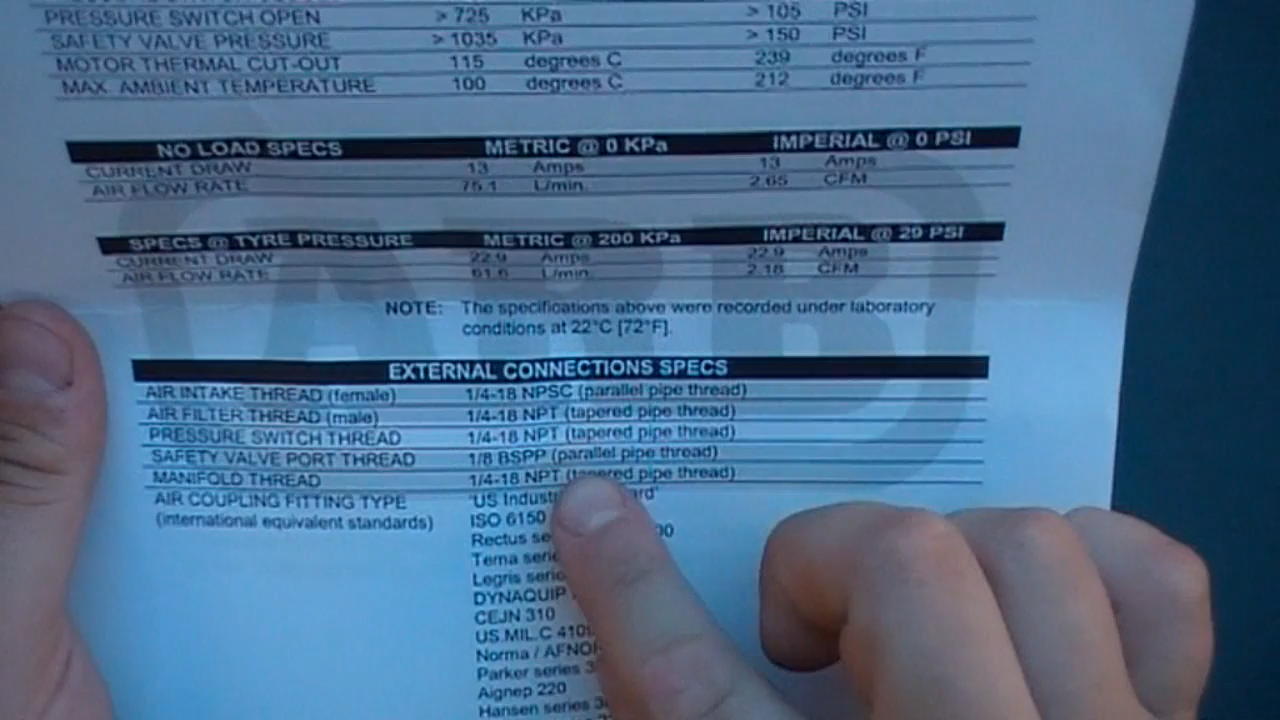 PRESSURE SWITCH OPEN > 725 KPa > 105 PSI
SAFETY VALVE PRESSURE > 1035 KPa > 150 PSI
MOTOR THERMAL CUT-OUT 115 degrees C 239 degrees F
MAX. AMBIENT TEMPERATURE 100 degrees C 212 degrees F
NO LOAD SPECS METRIC @ 0 KPa IMPERIAL @ 0 PSI
CURRENT DRAW 13 Amps 13 Amps
AIR FLOW RATE 75.1 L/min. 2.65 CFM
SPECS @ TYRE PRESSURE METRIC @ 200 KPa IMPERIAL @ 29 PSI
CURRENT DRAW 22.9 Amps 22.9 Amps
AIR FLOW RATE 61.6 L/min. 2.18 CFM
ARB
NOTE: The specifications above were recorded under laboratory
conditions at 22°C [72°F].
EXTERNAL CONNECTIONS SPECS
AIR INTAKE THREAD (female) 1/4-18 NPSC (parallel pipe thread)
AIR FILTER THREAD (male) 1/4-18 NPT (tapered pipe thread)
PRESSURE SWITCH THREAD 1/4-18 NPT (tapered pipe thread)
SAFETY VALVE PORT THREAD 1/8 BSPP (parallel pipe thread)
MANIFOLD THREAD 1/4-18 NPT (tapered pipe thread)
AIR COUPLING FITTING TYPE 'US
(international equivalent standards) ISO 6150
Rectus
Tema
Legris
DYNAQUIP
CEJN 310
US.MIL.C
Norma / AFNOR
Parker series
Aignep 220
Hansen series